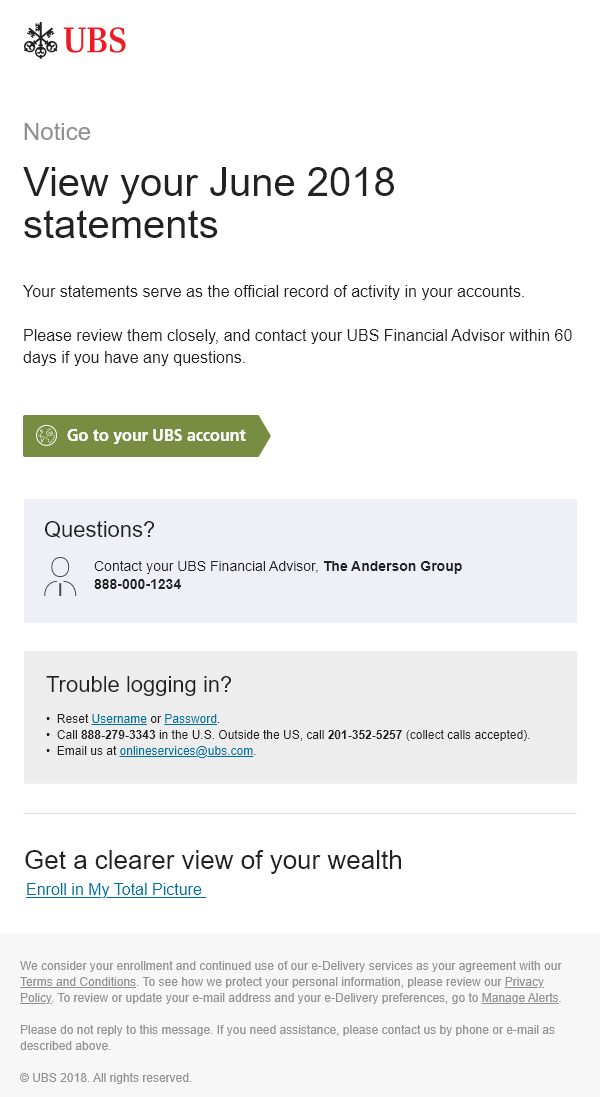 UBS
Notice
View your June 2018
statements
Your statements serve as the official record of activity in your accounts.
Please review them closely, and contact your UBS Financial Advisor within 60
days if you have any questions.
Go to your UBS account
Questions?
Contact your UBS Financial Advisor, The Anderson Group
888-000-1234
Trouble logging in?
• Reset Username or Password.
• Call 888-279-3343 in the U.S. Outside the US, call 201-352-5257 (collect calls accepted).
• Email us at onlineservices@ubs.com.
Get a clearer view of your wealth
Enroll in My Total Picture
We consider your enrollment and continued use of our e-Delivery services as your agreement with our
Terms and Conditions. To see how we protect your personal information, please review our Privacy
Policy. To review or update your e-mail address and your e-Delivery preferences, go to Manage Alerts.
Please do not reply to this message. If you need assistance, please contact us by phone or e-mail as
described above.
© UBS 2018. All rights reserved.